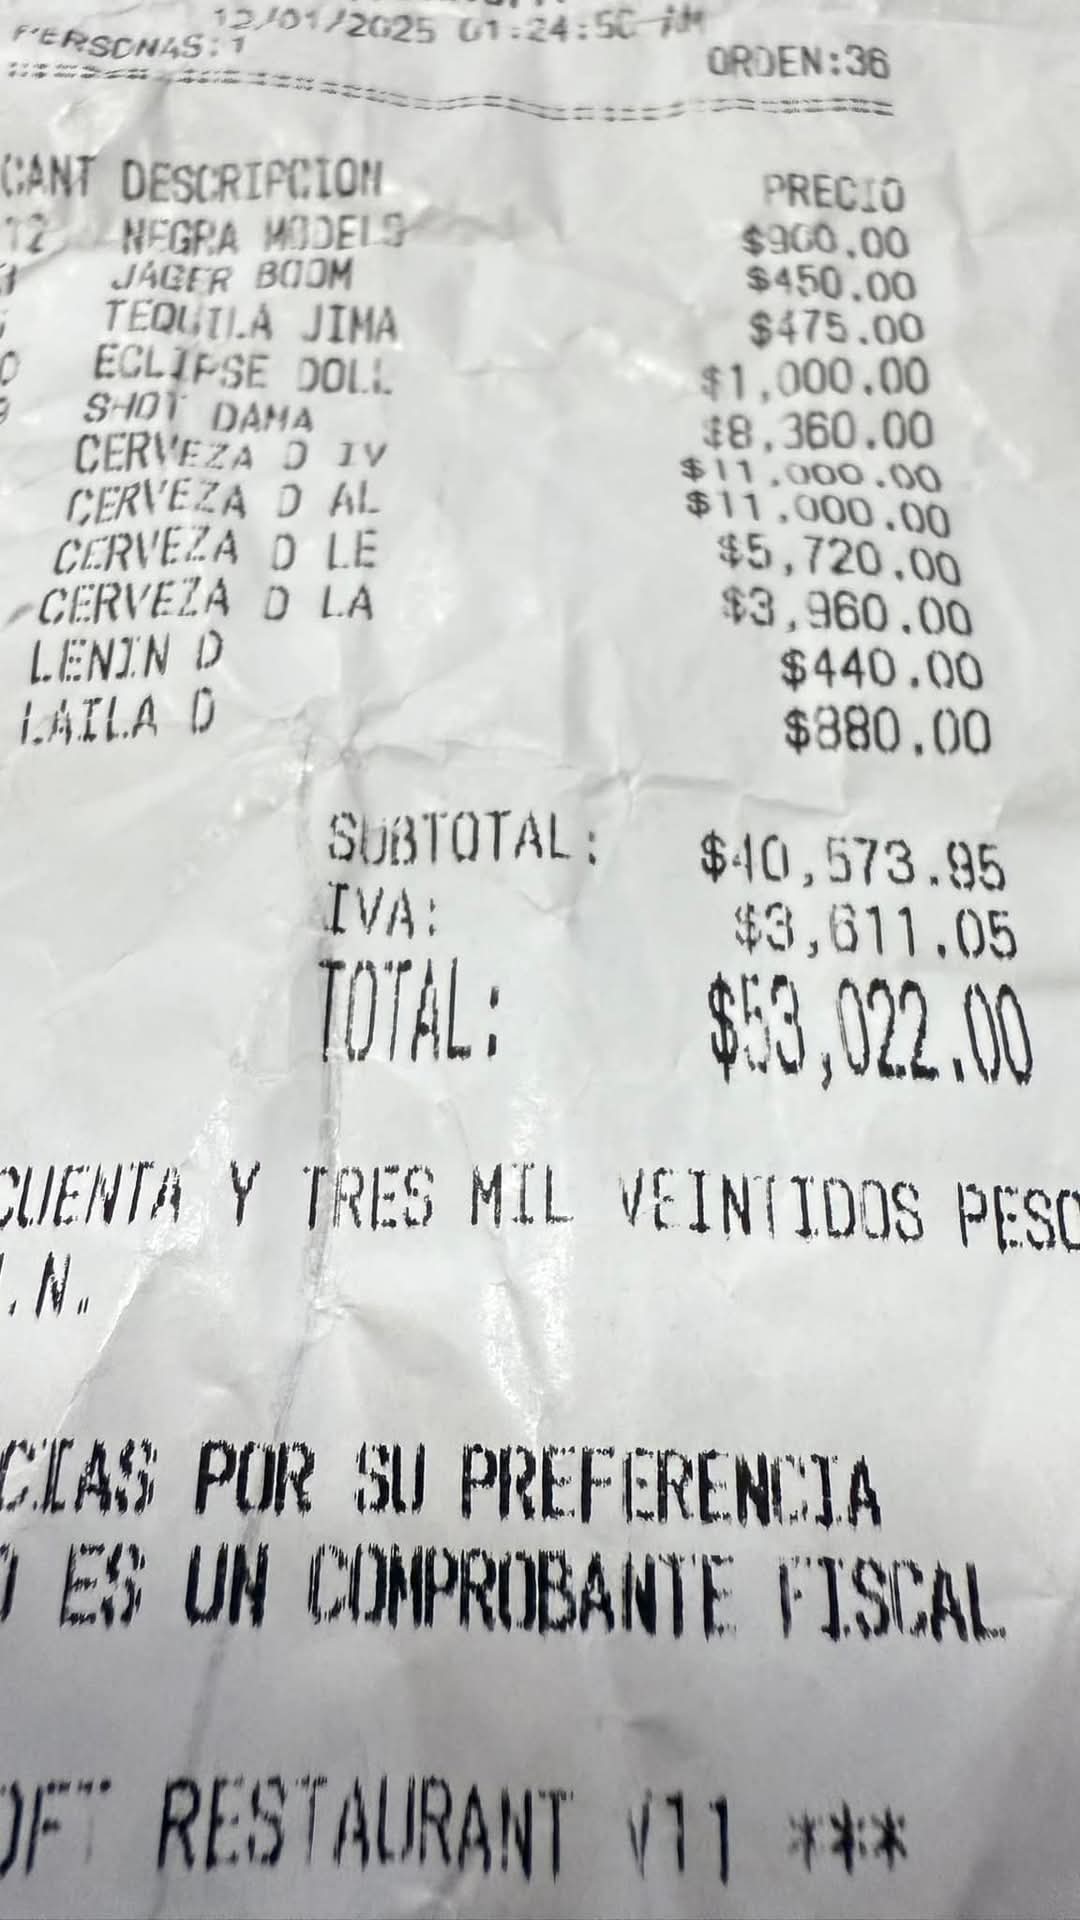 12/01/2025 01:24:50 AM
PERSONAS:1
ORDEN:36
CANT DESCRIPCION PRECIO
12 NEGRA MODELO $900.00
JAGER BOOM $450.00
TEQUILA JIMA $475.00
ECLIPSE DOLL $1,000.00
SHOT DAMA $8,360.00
CERVEZA D IV $11,000.00
CERVEZA D AL $11,000.00
CERVEZA D LE $5,720.00
CERVEZA D LA $3,960.00
LENIN D $440.00
LAILA D $880.00
SUBTOTAL: $40,573.95
IVA: $3,611.05
TOTAL: $53,022.00
CUENTA Y TRES MIL VEINTIDOS PESO
.N.
CIAS POR SU PREFERENCIA
O ES UN COMPROBANTE FISCAL
OFT RESTAURANT V11 ***